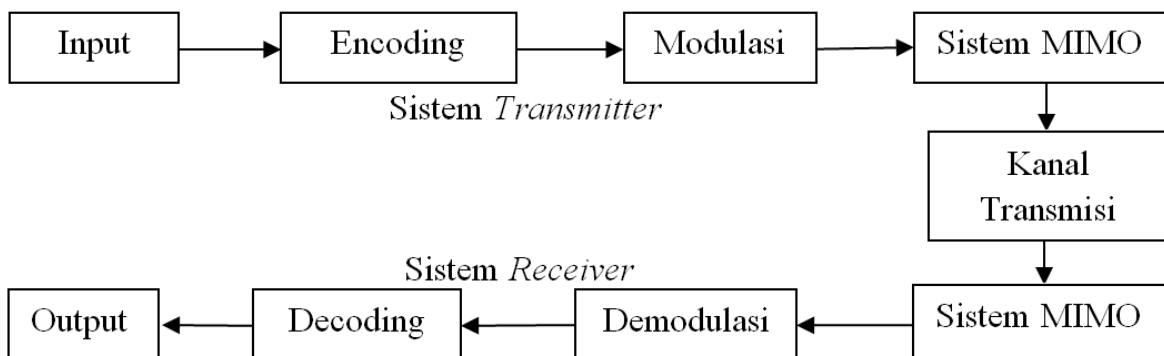 Input
Encoding
Modulasi
Sistem MIMO
Sistem Transmitter
Kanal
Transmisi
Sistem Receiver
Output
Decoding
Demodulasi
Sistem MIMO